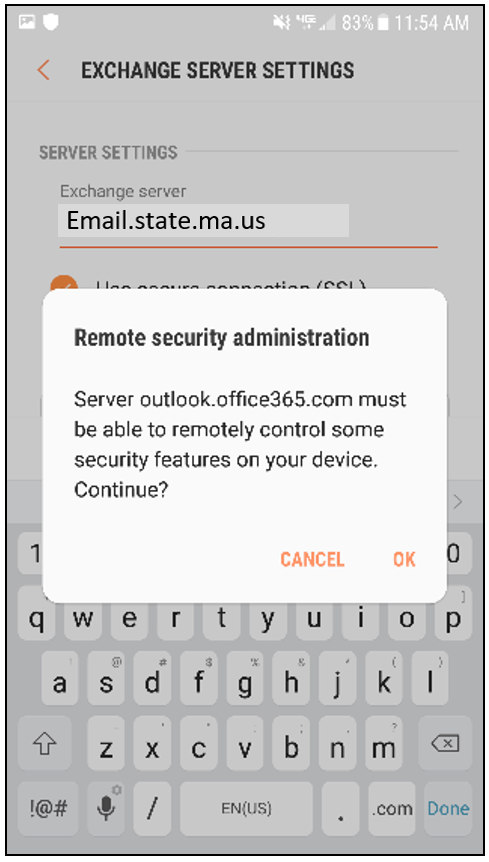 4G 83% 11:54 AM
EXCHANGE SERVER SETTINGS
SERVER SETTINGS
Exchange server
Email.state.ma.us
Use secure connection (SSL)
Remote security administration
Server outlook.office365.com must
be able to remotely control some
security features on your device.
Continue?
CANCEL OK
1 0
q w e r t y u i o p ]
@ # $ % & ( )
a s d f g h j k l
?
z x c v b n m
!@# / EN(US) . .com Done